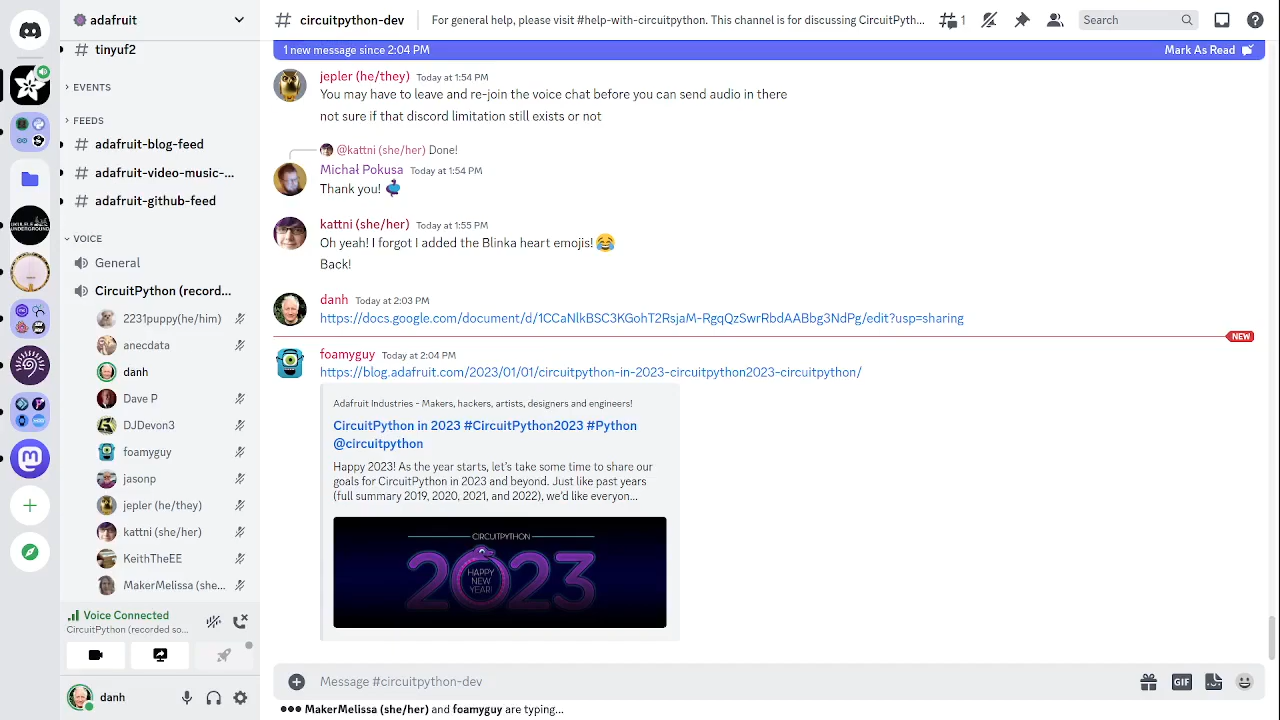 adafruit
tinyuf2
EVENTS
FEEDS
adafruit-blog-feed
adafruit-video-music-...
adafruit-github-feed
VOICE
General
CircuitPython (record...
2231puppy(he/him)
anecdata
danh
Dave P
DJDevon3
foamyguy
jasonp
jepler (he/they)
kattni (she/her)
KeithTheEE
MakerMelissa (she...
Voice Connected
CircuitPython (recorded so...
danh
circuitpython-dev
For general help, please visit #help-with-circuitpython. This channel is for discussing CircuitPyth...
1
Search
1 new message since 2:04 PM
Mark As Read
jepler (he/they) Today at 1:54 PM
You may have to leave and re-join the voice chat before you can send audio in there
not sure if that discord limitation still exists or not
@kattni (she/her) Done!
Michał Pokusa Today at 1:54 PM
Thank you!
kattni (she/her) Today at 1:55 PM
Oh yeah! I forgot I added the Blinka heart emojis! 😂
Back!
danh Today at 2:03 PM
https://docs.google.com/document/d/1CCaNlkBSC3KGohT2RsjaM-RgqQzSwrRbdAABbg3NdPg/edit?usp=sharing
NEW
foamyguy Today at 2:04 PM
https://blog.adafruit.com/2023/01/01/circuitpython-in-2023-circuitpython2023-circuitpython/
Adafruit Industries - Makers, hackers, artists, designers and engineers!
CircuitPython in 2023 #CircuitPython2023 #Python
@circuitpython
Happy 2023! As the year starts, let's take some time to share our
goals for CircuitPython in 2023 and beyond. Just like past years
(full summary 2019, 2020, 2021, and 2022), we'd like everyon...
CIRCUITPYTHON
2023
HAPPY
NEW
YEAR!
Message #circuitpython-dev
GIF
MakerMelissa (she/her) and foamyguy are typing...